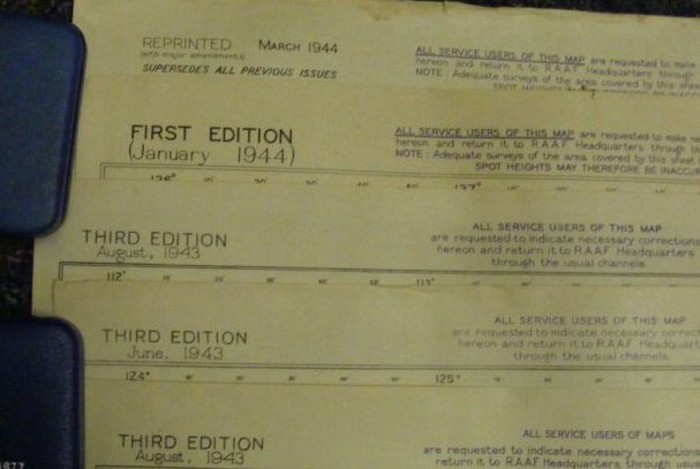 REPRINTED MARCH 1944
(with major amendments)
SUPERSEDES ALL PREVIOUS ISSUES
ALL SERVICE USERS OF THIS MAP are requested to make
hereon and return it to R.A.A.F. Headquarters through
NOTE: Adequate surveys of the area covered by this sheet
SPOT HEIGHTS
FIRST EDITION
(January 1944)
ALL SERVICE USERS OF THIS MAP are requested to make
hereon and return it to R.A.A.F. Headquarters through th
NOTE: Adequate surveys of the area covered by this sheet
SPOT HEIGHTS MAY THEREFORE BE INACCUR
126° 127°
THIRD EDITION
August, 1943
ALL SERVICE USERS OF THIS MAP
are requested to indicate necessary corrections
hereon and return it to R.A.A.F. Headquarters
through the usual channels
112° 113°
THIRD EDITION
June, 1943
ALL SERVICE USERS OF THIS MAP
are requested to indicate necessary correct
hereon and return it to R.A.A.F. Headquart
through the usual channels
124° 125°
THIRD EDITION
August, 1943
ALL SERVICE USERS OF MAPS
are requested to indicate necessary correctio
return it to R.A.A.F. Headquarters through